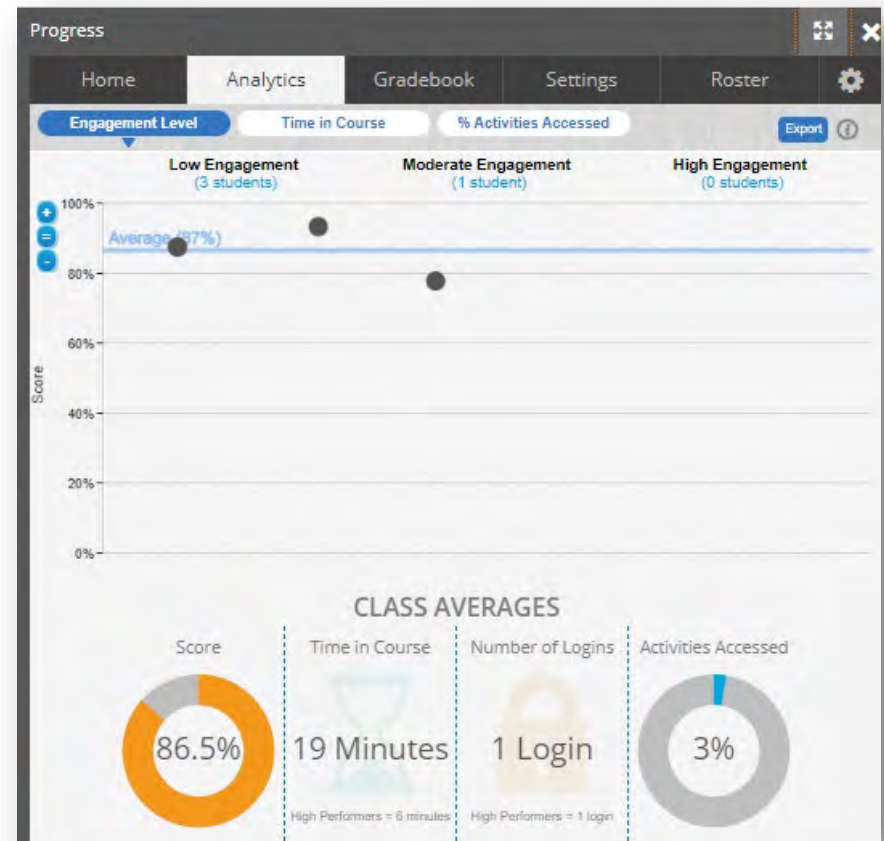 Progress
Home Analytics Gradebook Settings Roster
Engagement Level Time in Course % Activities Accessed Export i
Low Engagement Moderate Engagement High Engagement
(3 students) (1 student) (0 students)
+
=
-
100%
Average (87%)
80%
60%
Score
40%
20%
0%
CLASS AVERAGES
Score Time in Course Number of Logins Activities Accessed
86.5% 19 Minutes 1 Login 3%
High Performers = 6 minutes High Performers = 1 login